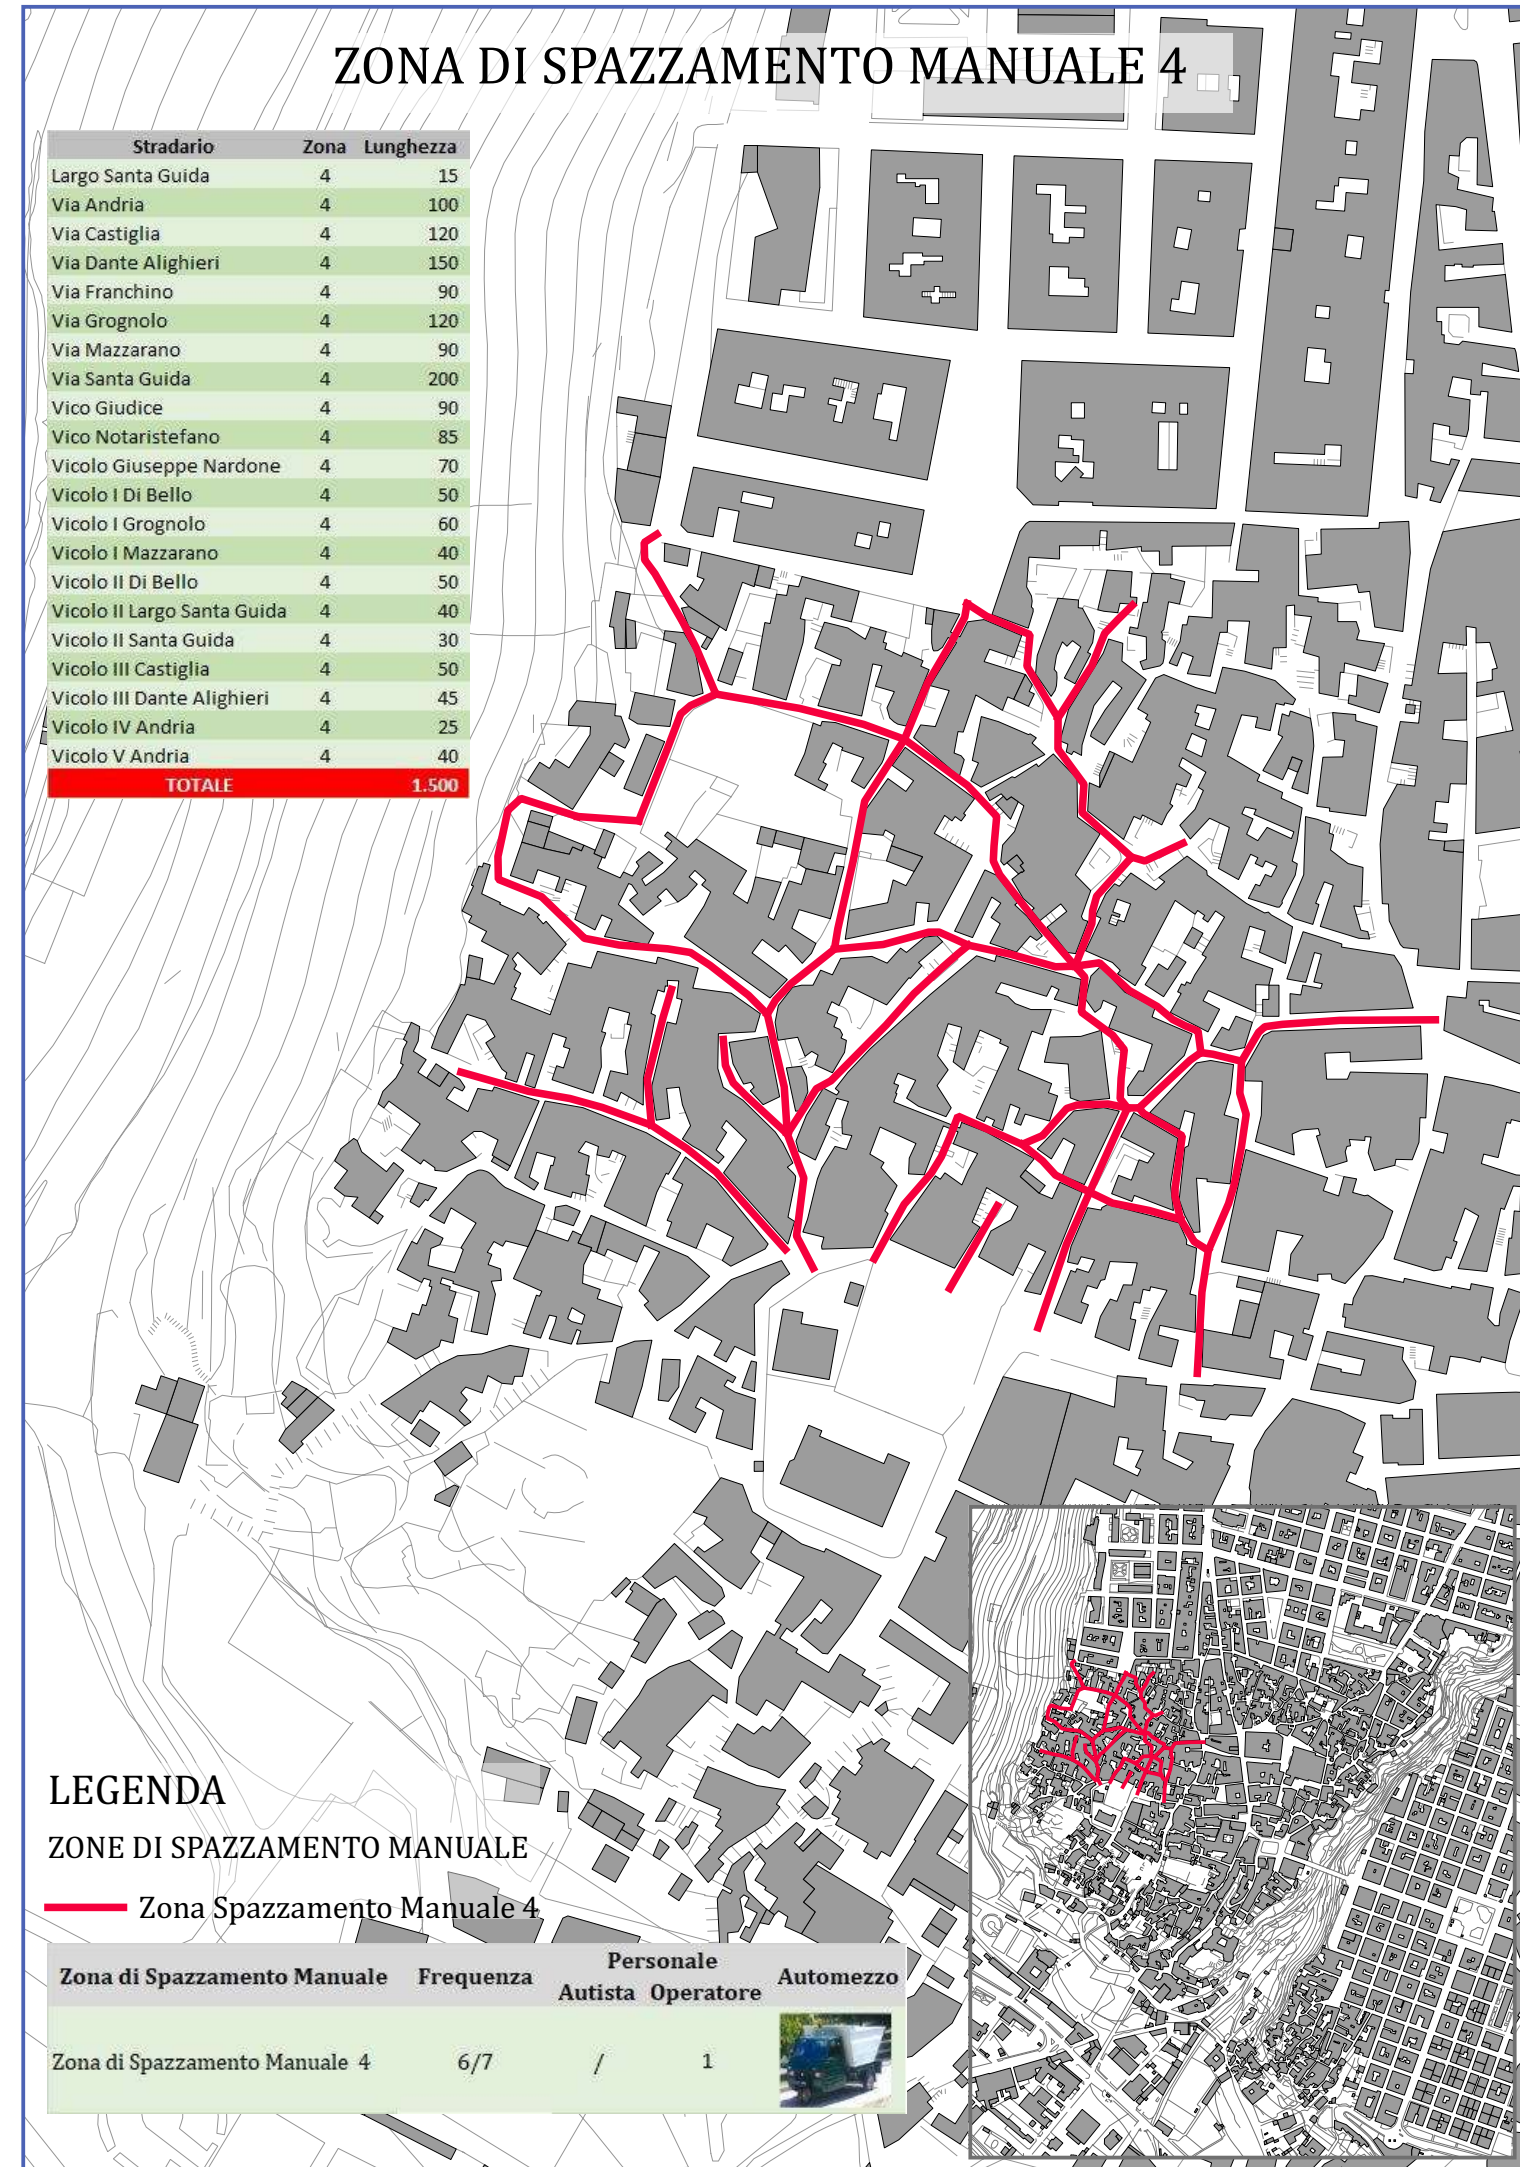 ZONA DI SPAZZAMENTO MANUALE 4
Stradario Zona Lunghezza
Largo Santa Guida 4 15
Via Andria 4 100
Via Castiglia 4 120
Via Dante Alighieri 4 150
Via Franchino 4 90
Via Grognolo 4 120
Via Mazzarano 4 90
Via Santa Guida 4 200
Vico Giudice 4 90
Vico Notaristefano 4 85
Vicolo Giuseppe Nardone 4 70
Vicolo I Di Bello 4 50
Vicolo I Grognolo 4 60
Vicolo I Mazzarano 4 40
Vicolo II Di Bello 4 50
Vicolo II Largo Santa Guida 4 40
Vicolo II Santa Guida 4 30
Vicolo III Castiglia 4 50
Vicolo III Dante Alighieri 4 45
Vicolo IV Andria 4 25
Vicolo V Andria 4 40
TOTALE 1.500
LEGENDA
ZONE DI SPAZZAMENTO MANUALE
Zona Spazzamento Manuale 4
Zona di Spazzamento Manuale Frequenza Personale Automezzo
Autista Operatore
Zona di Spazzamento Manuale 4 6/7 / 1